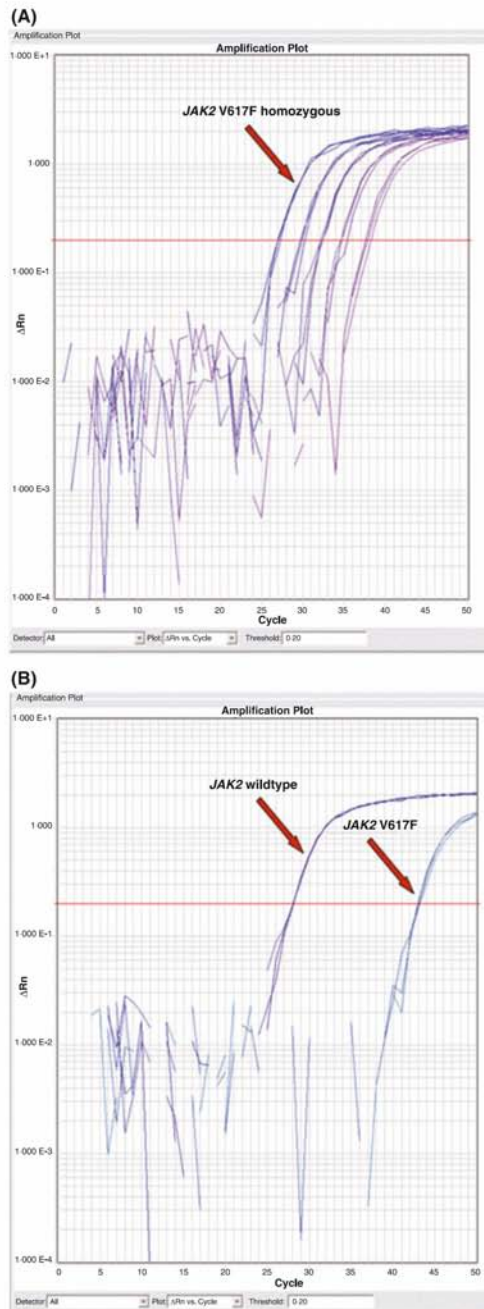 (A)
Amplification Plot
Amplification Plot
1·000 E+1
JAK2 V617F homozygous
1·000
1·000 E-1
ΔRn
1·000 E-2
1·000 E-3
1·000 E-4
0 5 10 15 20 25 30 35 40 45 50
Cycle
Detector: All Plot: ΔRn vs. Cycle Threshold: 0·20
(B)
Amplification Plot
Amplification Plot
1·000 E+1
JAK2 wildtype
JAK2 V617F
1·000
1·000 E-1
ΔRn
1·000 E-2
1·000 E-3
1·000 E-4
0 5 10 15 20 25 30 35 40 45 50
Cycle
Detector: All Plot: ΔRn vs. Cycle Threshold: 0·20